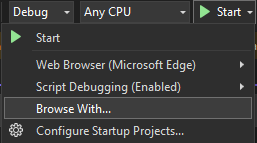 Debug Any CPU Start
Start
Web Browser (Microsoft Edge)
Script Debugging (Enabled)
Browse With...
Configure Startup Projects...